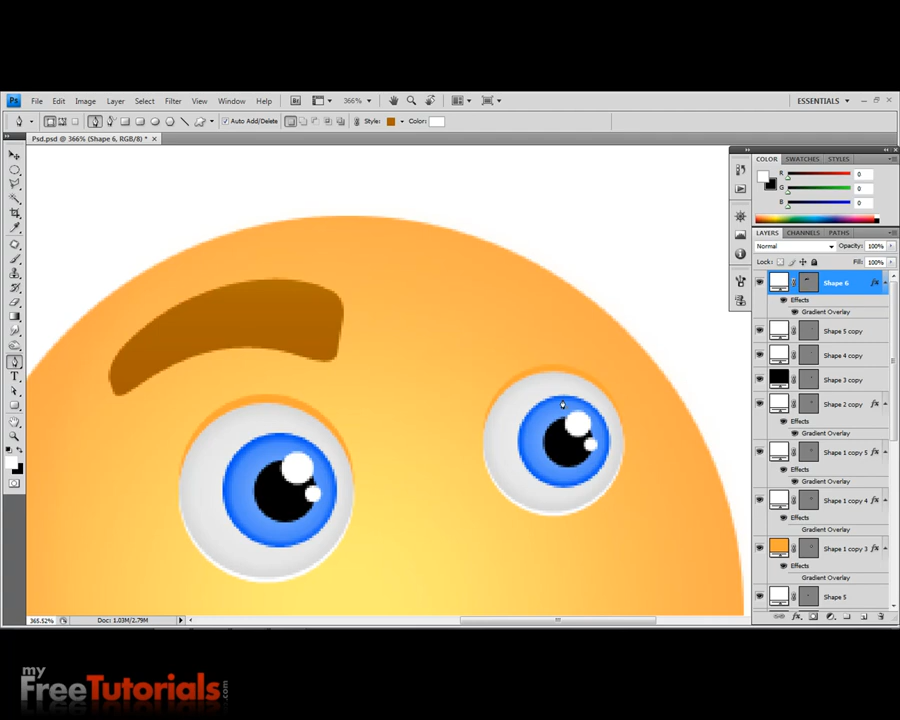 Ps File Edit Image Layer Select Filter View Window Help Br 366% ESSENTIALS
Auto Add/Delete Style: Color:
Psd.psd @ 366% (Shape 6, RGB/8) *
COLOR SWATCHES STYLES
R 0
G 0
B 0
LAYERS CHANNELS PATHS
Normal Opacity: 100%
Lock: Fill: 100%
Shape 6 fx
Effects
Gradient Overlay
Shape 5 copy
Shape 4 copy
Shape 3 copy
Shape 2 copy fx
Effects
Gradient Overlay
Shape 1 copy 5
Effects
Gradient Overlay
Shape 1 copy 4
Effects
Gradient Overlay
Shape 1 copy 3 fx
Effects
Gradient Overlay
Shape 5
365.52% Doc: 1.03M/2.79M
my
FreeTutorials.com